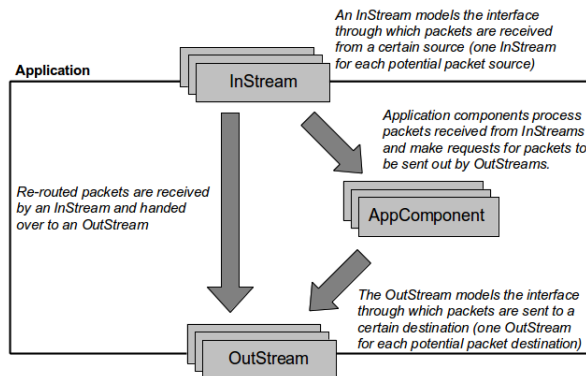 An InStream models the interface
through which packets are received
from a certain source (one InStream
for each potential packet source)
Application
InStream
Application components process
packets received from InStreams
and make requests for packets to
be sent out by OutStreams.
Re-routed packets are received
by an InStream and handed
over to an OutStream
AppComponent
The OutStream models the interface
through which packets are sent to a
certain destination (one OutStream
for each potential packet destination)
OutStream